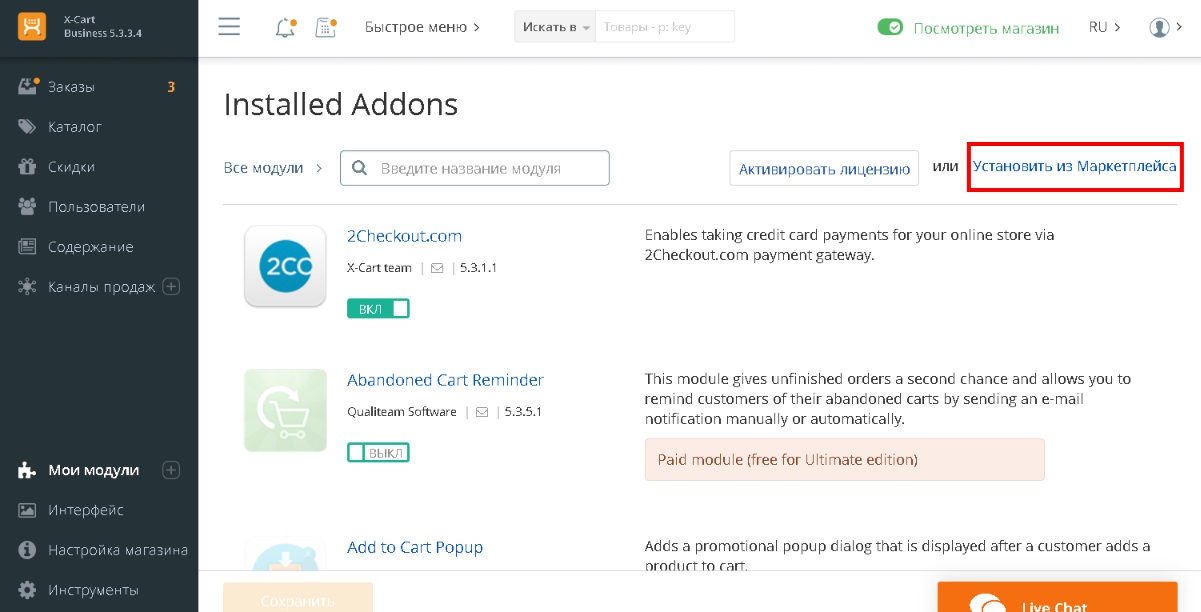 X-Cart
Business 5.3.3.4
Быстрое меню
Искать в
Товары - p: key
Посмотреть магазин
RU
Заказы 3
Каталог
Скидки
Пользователи
Содержание
Каналы продаж
Мои модули
Интерфейс
Настройка магазина
Инструменты
Installed Addons
Все модули
Введите название модуля
Активировать лицензию
или
Установить из Маркетплейса
2CO
2Checkout.com
X-Cart team | | 5.3.1.1
ВКЛ
Enables taking credit card payments for your online store via
2Checkout.com payment gateway.
Abandoned Cart Reminder
Qualiteam Software | | 5.3.5.1
ВЫКЛ
This module gives unfinished orders a second chance and allows you to
remind customers of their abandoned carts by sending an e-mail
notification manually or automatically.
Paid module (free for Ultimate edition)
Add to Cart Popup
Adds a promotional popup dialog that is displayed after a customer adds a
product to cart.
Сохранить
Live Chat